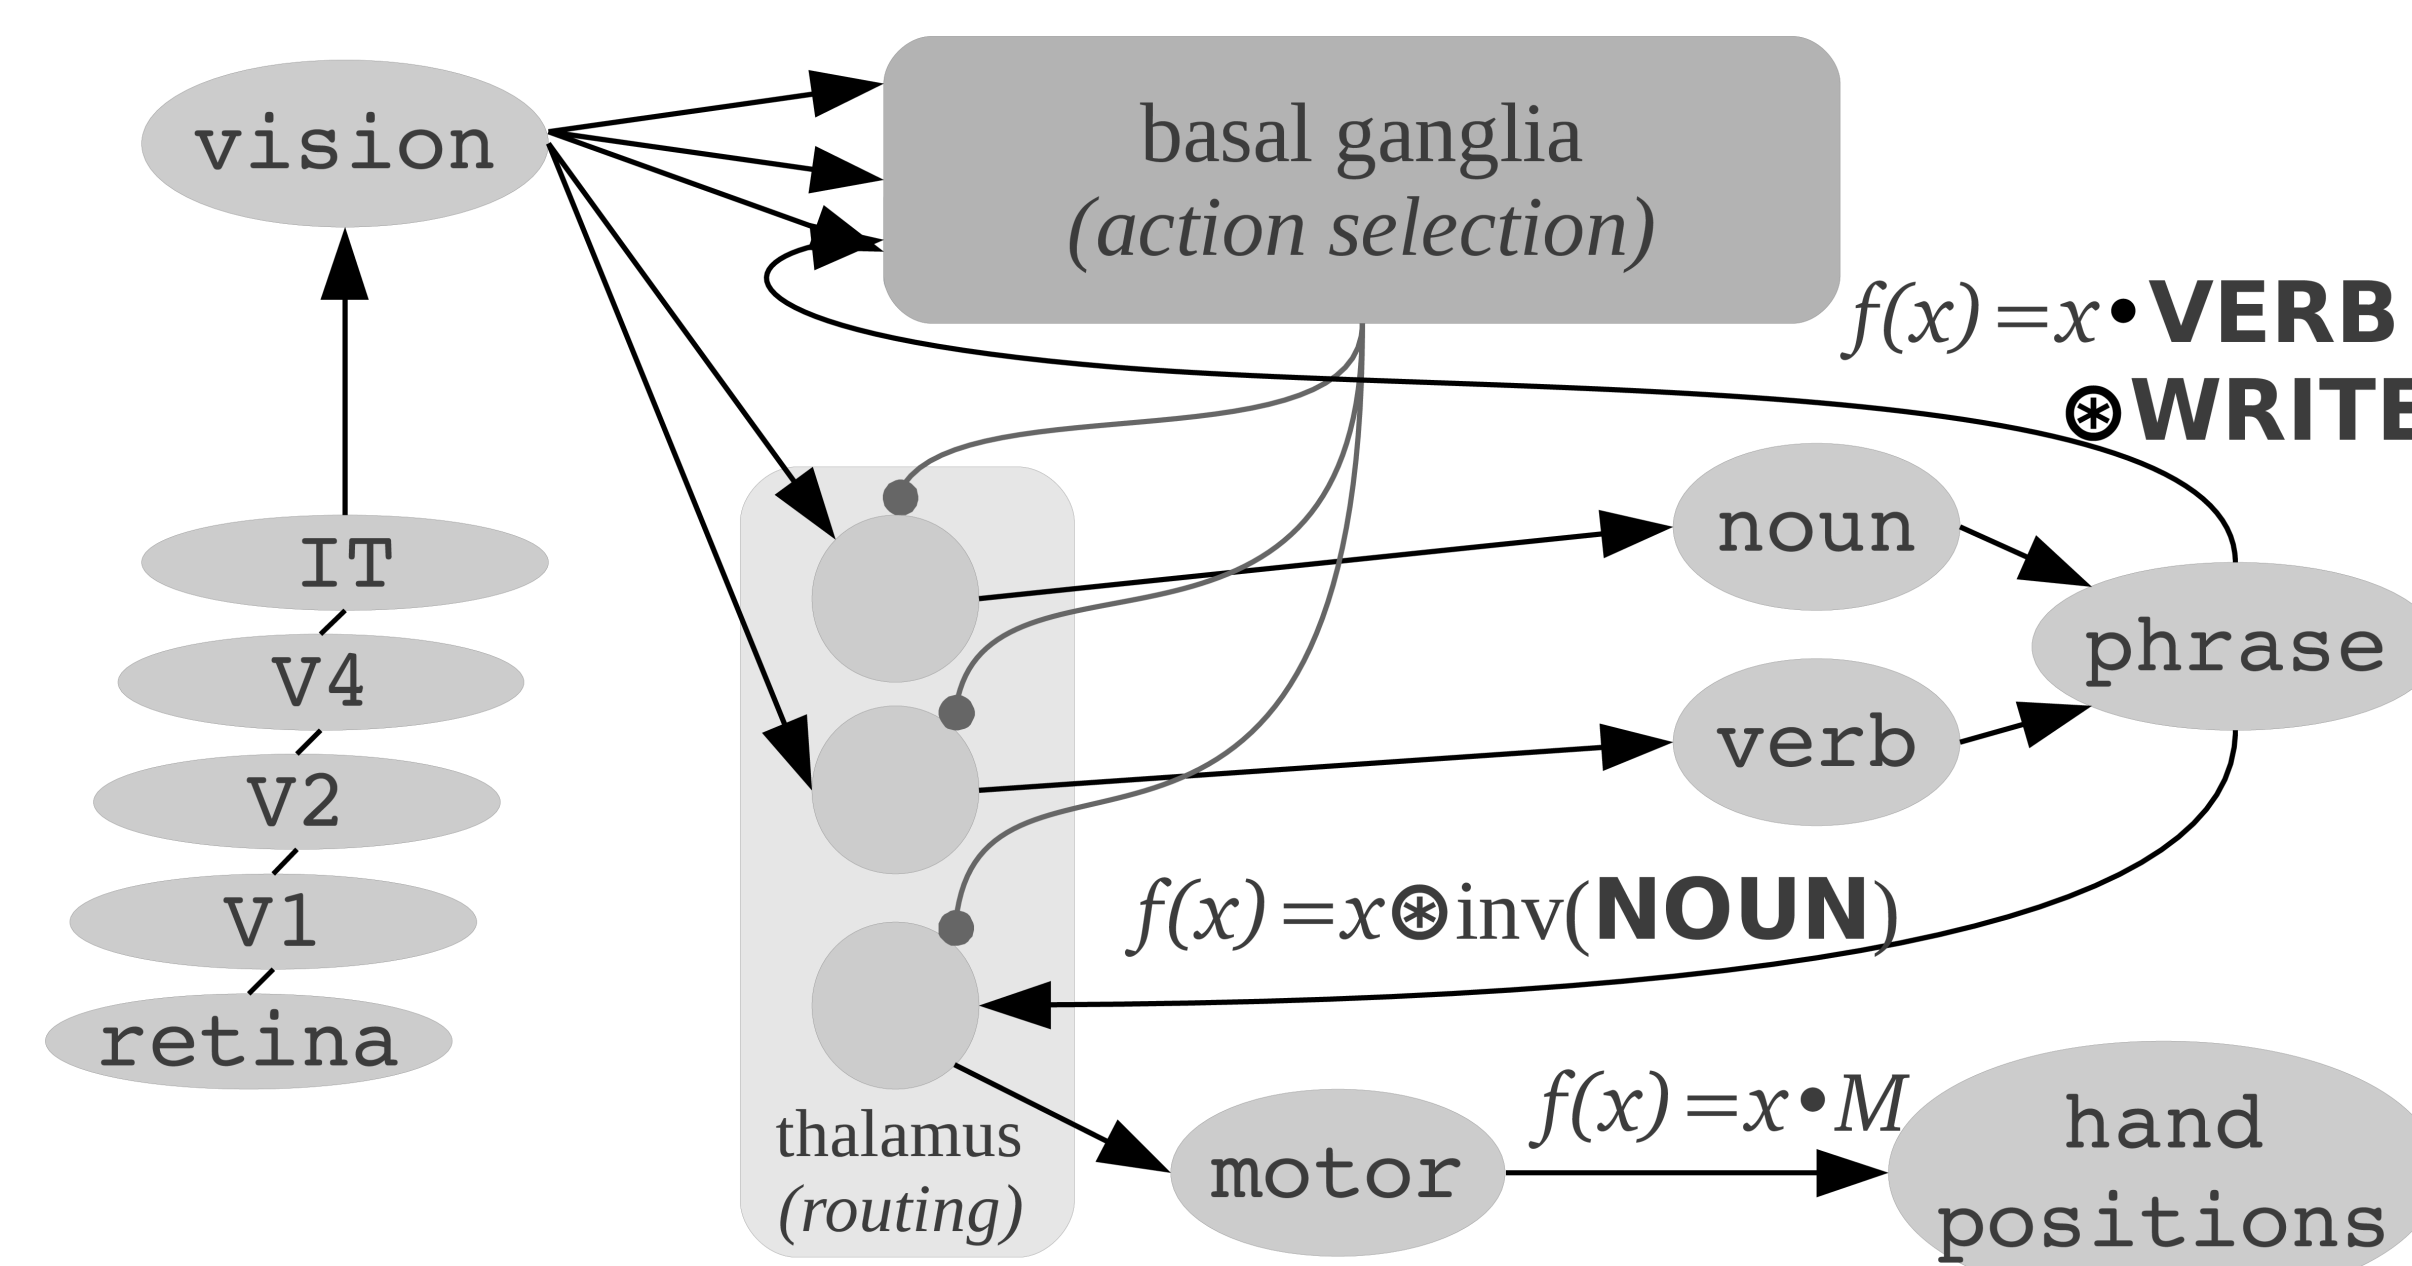 vision
basal ganglia
(action selection)
f(x)=x•VERB
⊛WRITE
IT
V4
V2
V1
retina
noun
verb
phrase
f(x)=x⊛inv(NOUN)
thalamus
(routing)
motor
f(x)=x•M
hand
positions